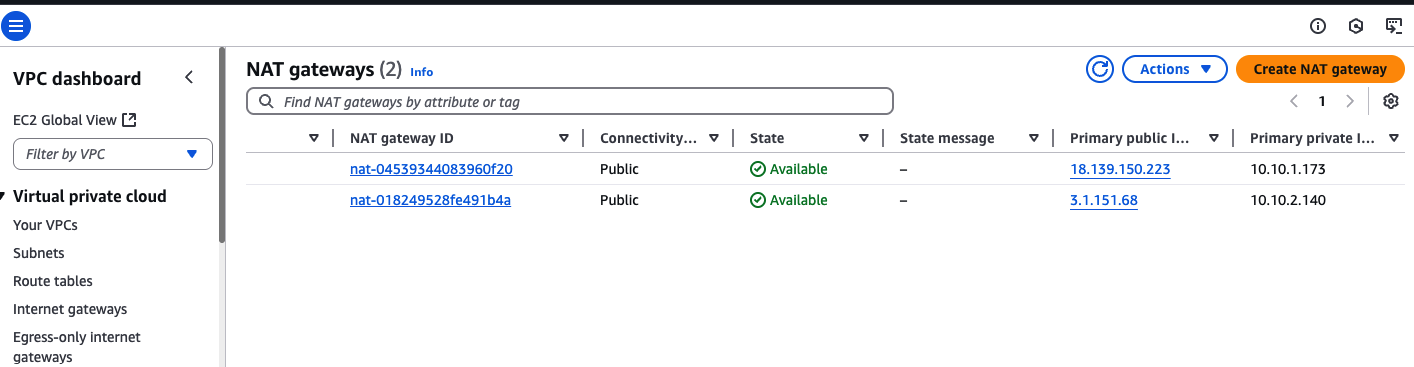 VPC dashboard
EC2 Global View
Filter by VPC
Virtual private cloud
Your VPCs
Subnets
Route tables
Internet gateways
Egress-only internet
gateways
NAT gateways (2) Info
Actions
Create NAT gateway
Find NAT gateways by attribute or tag
1
NAT gateway ID Connectivity... State State message Primary public I... Primary private I...
nat-04539344083960f20 Public Available – 18.139.150.223 10.10.1.173
nat-018249528fe491b4a Public Available – 3.1.151.68 10.10.2.140